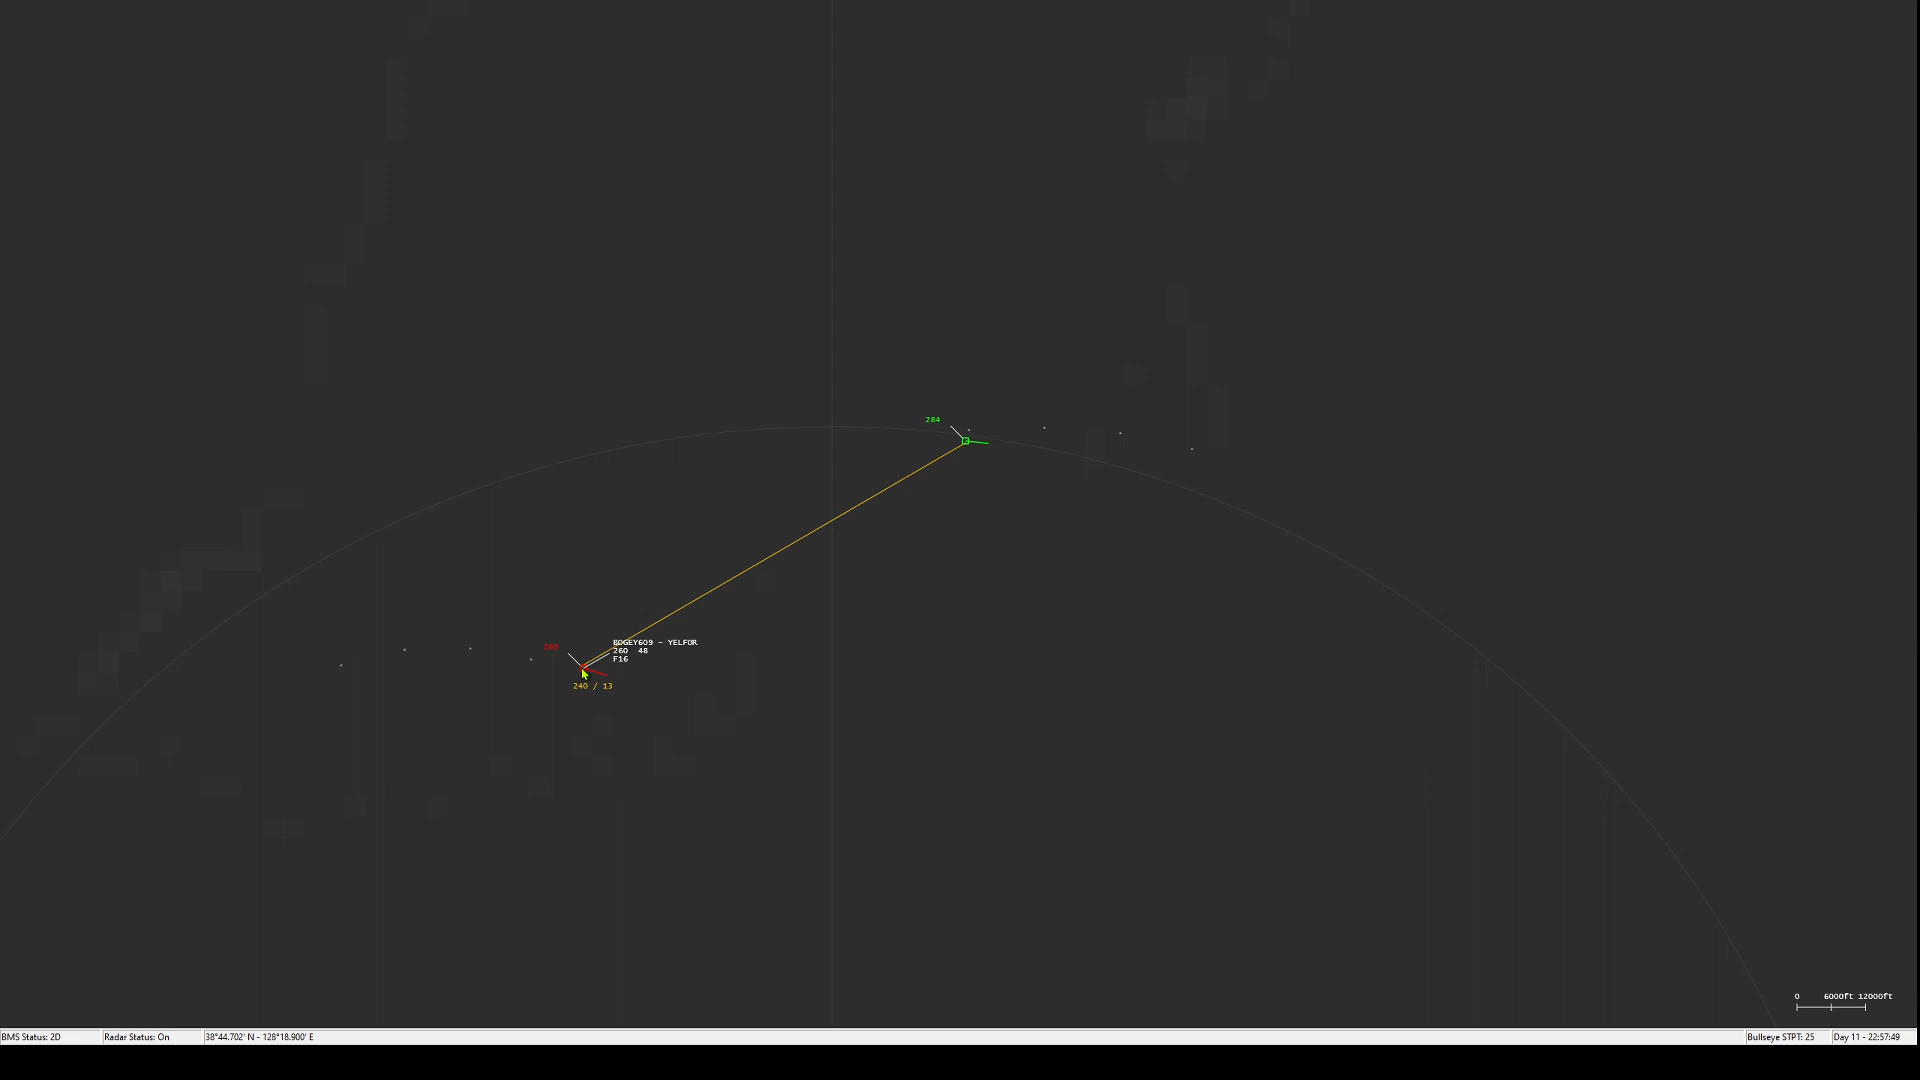 284
260
BOGEY609 - YELFOR
260 48
F16
240 / 13
0 6000ft 12000ft
BMS Status: 2D
Radar Status: On
38°44.702' N - 128°18.900' E
Bullseye STPT: 25
Day 11 - 22:57:49